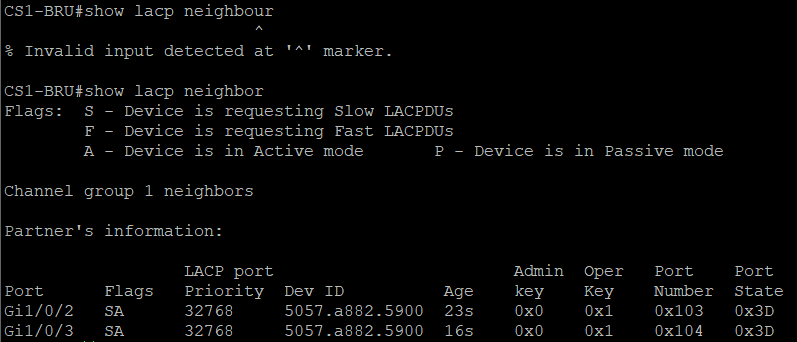 CS1-BRU#show lacp neighbour
^
% Invalid input detected at '^' marker.
CS1-BRU#show lacp neighbor
Flags:  S - Device is requesting Slow LACPDUs
F - Device is requesting Fast LACPDUs
A - Device is in Active mode       P - Device is in Passive mode
Channel group 1 neighbors
Partner's information:
LACP port                        Admin  Oper   Port    Port
Port      Flags   Priority  Dev ID          Age    key    Key    Number  State
Gi1/0/2   SA      32768     5057.a882.5900  23s    0x0    0x1    0x103   0x3D
Gi1/0/3   SA      32768     5057.a882.5900  16s    0x0    0x1    0x104   0x3D